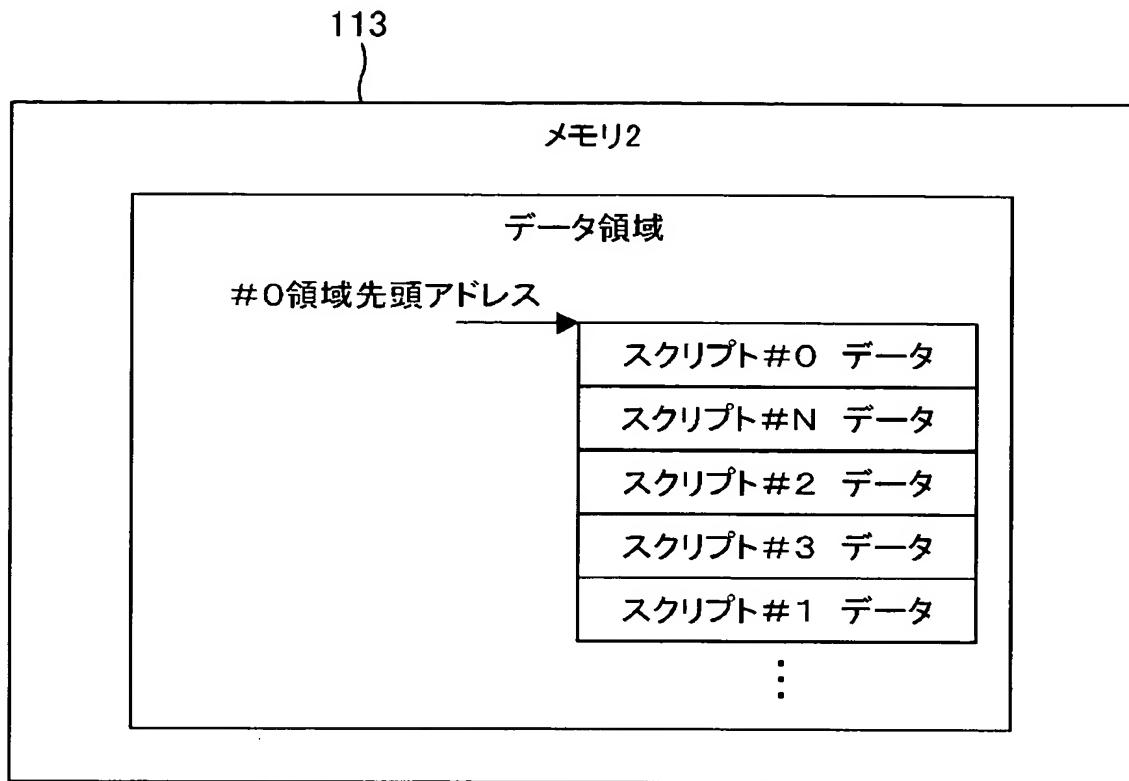 113
メモリ2
データ領域
#0領域先頭アドレス
スクリプト#0 データ
スクリプト#N データ
スクリプト#2 データ
スクリプト#3 データ
スクリプト#1 データ
⋮